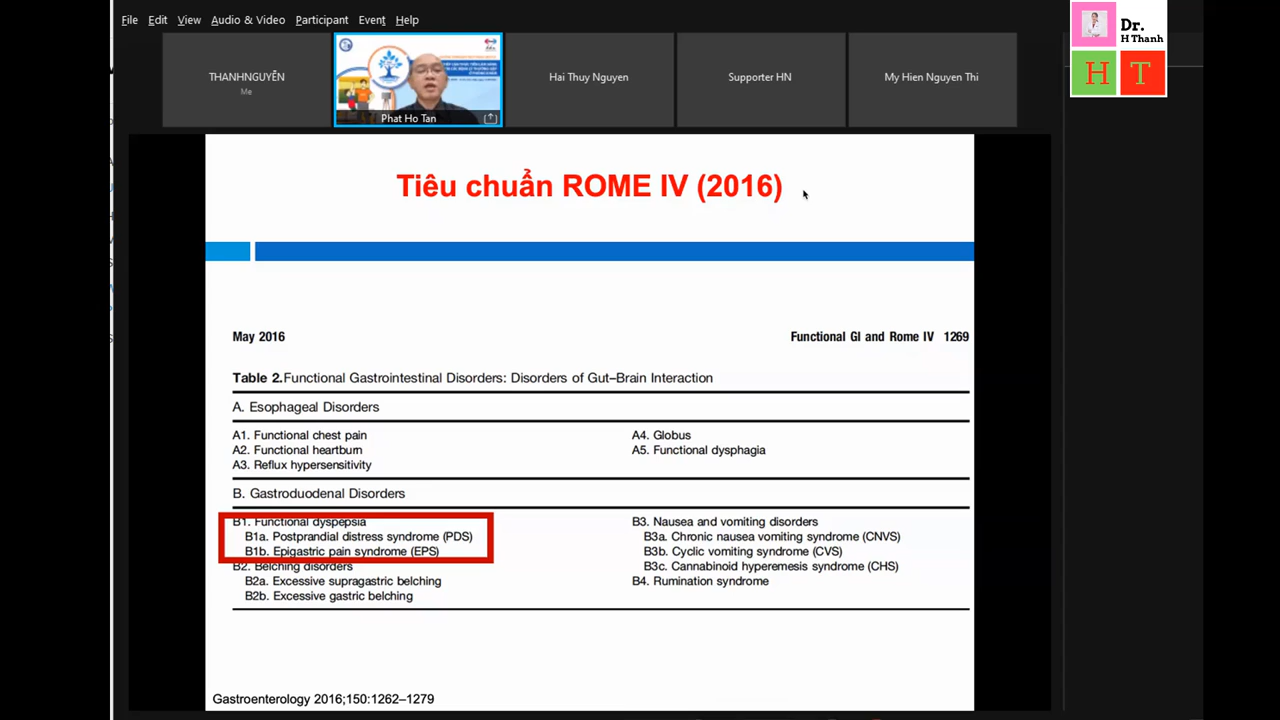 File Edit View Audio & Video Participant Event Help
Dr.
H Thanh
H T
THANHNGUYỄN
Me
Phat Ho Tan
Hai Thuy Nguyen
Supporter HN
My Hien Nguyen Thi
Tiêu chuẩn ROME IV (2016)
May 2016 Functional GI and Rome IV 1269
Table 2.Functional Gastrointestinal Disorders: Disorders of Gut–Brain Interaction
A. Esophageal Disorders
A1. Functional chest pain
A2. Functional heartburn
A3. Reflux hypersensitivity
A4. Globus
A5. Functional dysphagia
B. Gastroduodenal Disorders
B1. Functional dyspepsia
B1a. Postprandial distress syndrome (PDS)
B1b. Epigastric pain syndrome (EPS)
B2. Belching disorders
B2a. Excessive supragastric belching
B2b. Excessive gastric belching
B3. Nausea and vomiting disorders
B3a. Chronic nausea vomiting syndrome (CNVS)
B3b. Cyclic vomiting syndrome (CVS)
B3c. Cannabinoid hyperemesis syndrome (CHS)
B4. Rumination syndrome
Gastroenterology 2016;150:1262–1279